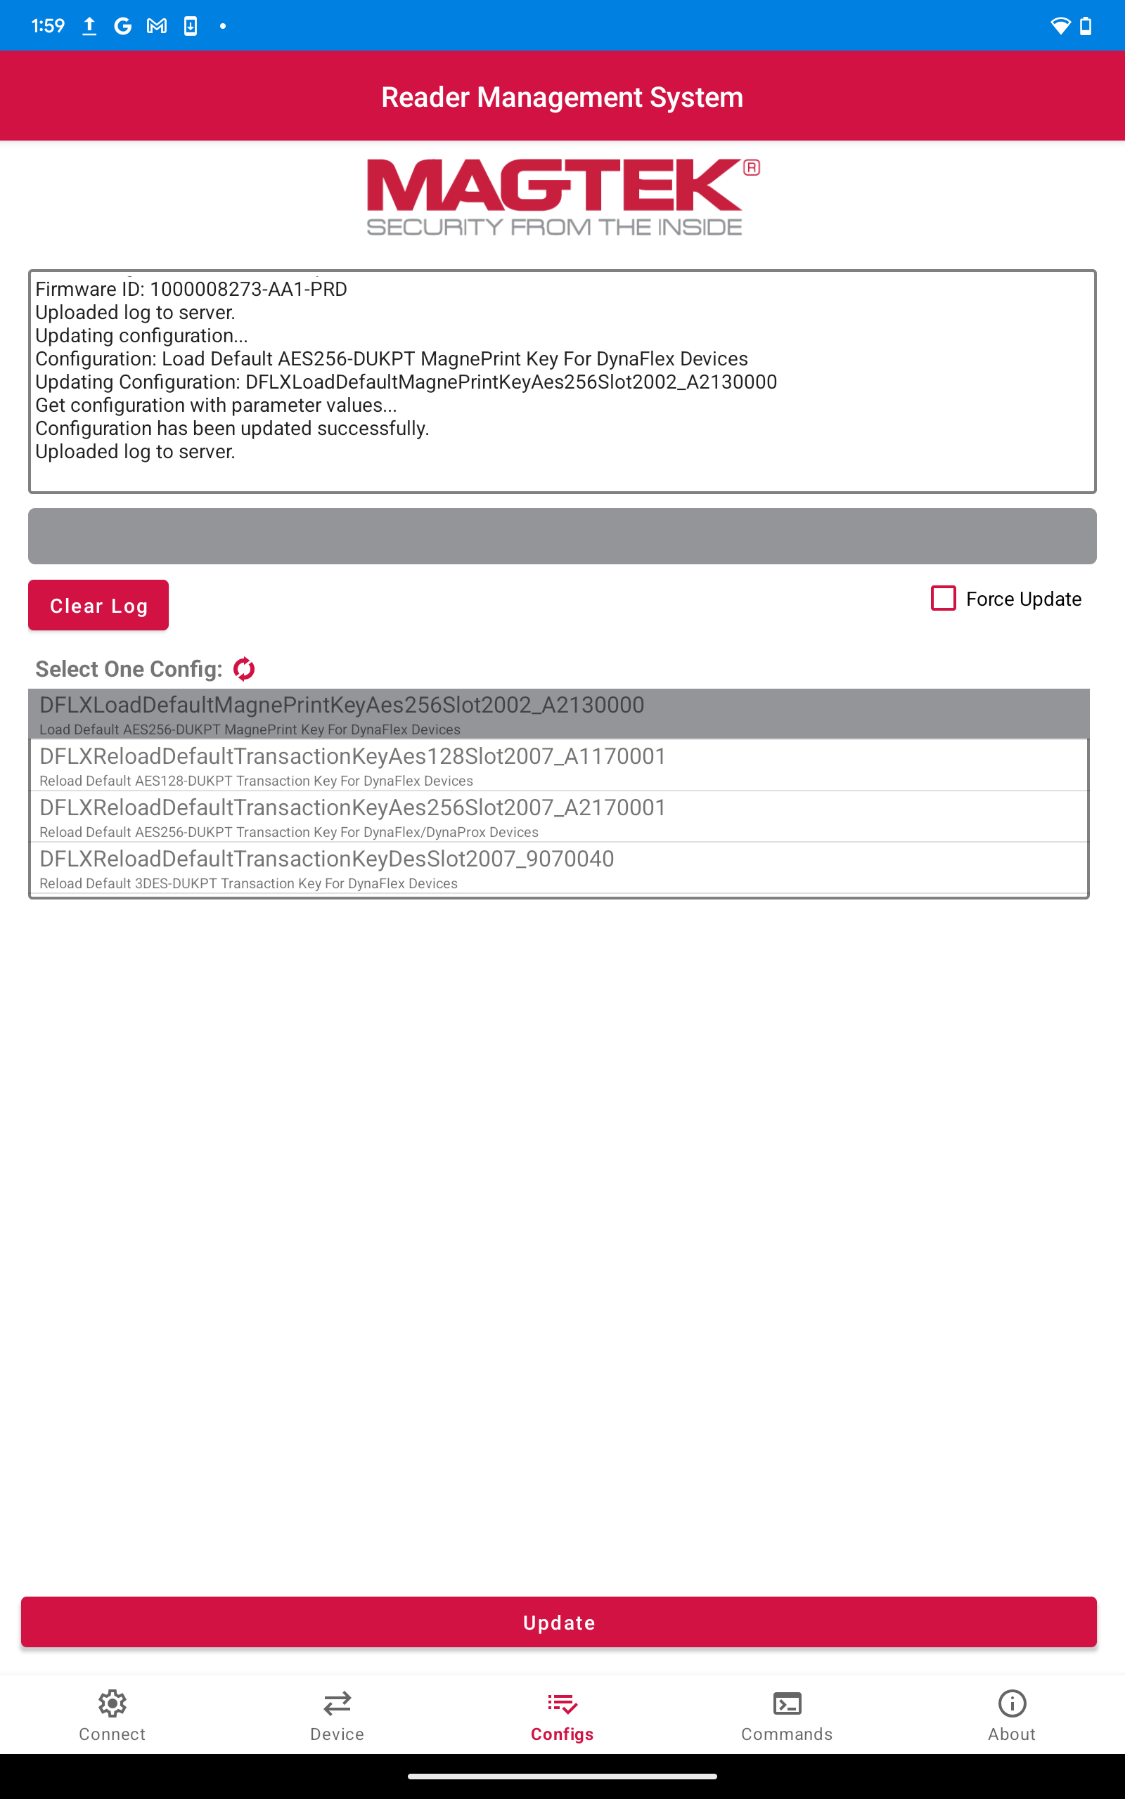 1:59
Reader Management System
MAGTEK®
SECURITY FROM THE INSIDE
Firmware ID: 1000008273-AA1-PRD
Uploaded log to server.
Updating configuration...
Configuration: Load Default AES256-DUKPT MagnePrint Key For DynaFlex Devices
Updating Configuration: DFLXLoadDefaultMagnePrintKeyAes256Slot2002_A2130000
Get configuration with parameter values...
Configuration has been updated successfully.
Uploaded log to server.
Clear Log
Force Update
Select One Config:
DFLXLoadDefaultMagnePrintKeyAes256Slot2002_A2130000
Load Default AES256-DUKPT MagnePrint Key For DynaFlex Devices
DFLXReloadDefaultTransactionKeyAes128Slot2007_A1170001
Reload Default AES128-DUKPT Transaction Key For DynaFlex Devices
DFLXReloadDefaultTransactionKeyAes256Slot2007_A2170001
Reload Default AES256-DUKPT Transaction Key For DynaFlex/DynaProx Devices
DFLXReloadDefaultTransactionKeyDesSlot2007_9070040
Reload Default 3DES-DUKPT Transaction Key For DynaFlex Devices
Update
Connect
Device
Configs
Commands
About